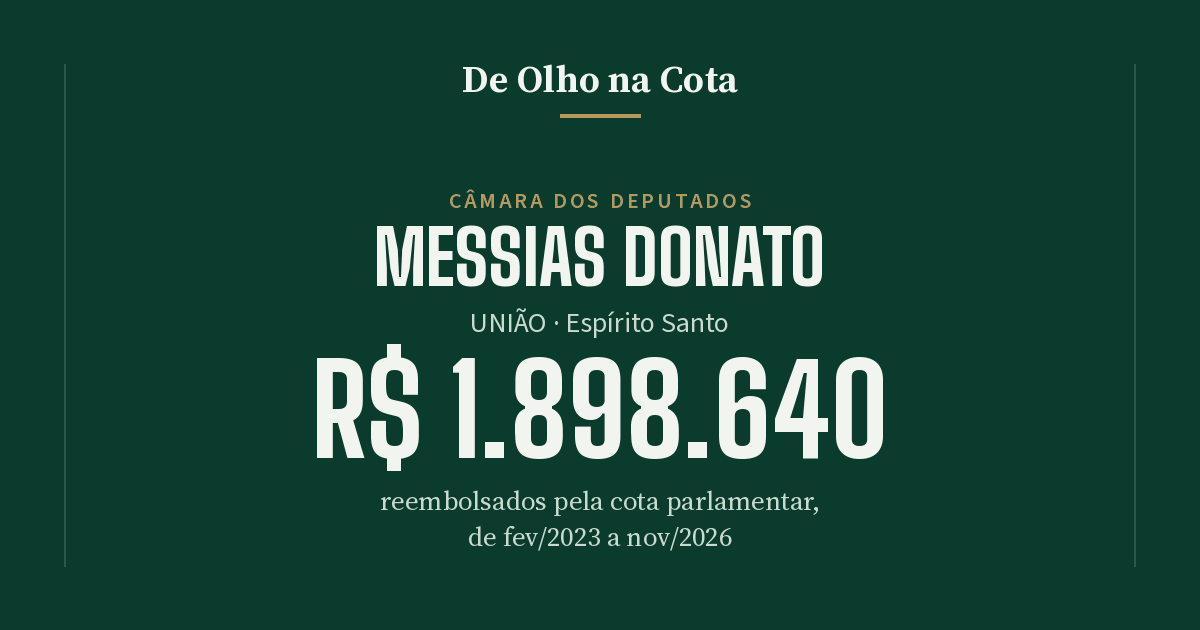 De Olho na Cota
CÂMARA DOS DEPUTADOS
MESSIAS DONATO
UNIÃO · Espírito Santo
R$ 1.898.640
reembolsados pela cota parlamentar,
de fev/2023 a nov/2026